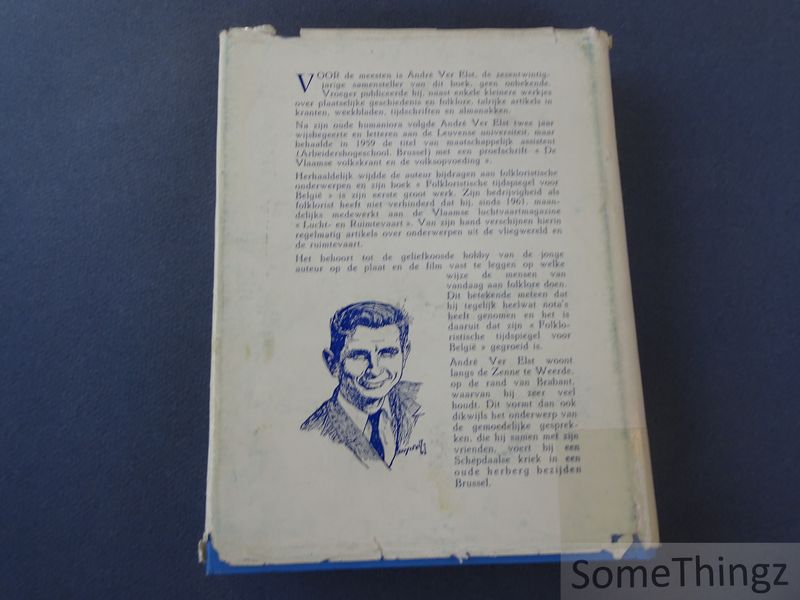 VOOR de meesten is André Ver Elst, de zesentwintig-
jarige samensteller van dit boek, geen onbekende.
Vroeger publiceerde hij, naast enkele kleinere werkjes
over plaatselijke geschiedenis en folklore, talrijke artikels in
kranten, weekbladen, tijdschriften en almanakken.
Na zijn oude humaniora volgde André Ver Elst twee jaar
wijsbegeerte en letteren aan de Leuvense universiteit, maar
behaalde in 1959 de titel van maatschappelijk assistent
(Arbeidershogeschool, Brussel) met een proefschrift « De
Vlaamse volkskrant en de volksopvoeding ».
Herhaaldelijk wijdde de auteur bijdragen aan folkloristische
onderwerpen en zijn boek « Folkloristische tijdspiegel voor
België » is zijn eerste groot werk. Zijn bedrijvigheid als
folklorist heeft niet verhinderd dat hij, sinds 1961, maan-
delijks medewerkt aan de Vlaamse luchtvaartmagazine
« Lucht- en Ruimtevaart ». Van zijn hand verschijnen hierin
regelmatig artikels over onderwerpen uit de vliegwereld en
de ruimtevaart.
Het behoort tot de geliefkoosde hobby van de jonge
auteur op de plaat en de film vast te leggen op welke
wijze de mensen van
vandaag aan folklore doen.
Dit betekende meteen dat
hij tegelijk heelwat nota's
heeft genomen en het is
daaruit dat zijn « Folklo-
ristische tijdspiegel voor
België » gegroeid is.
André Ver Elst woont
langs de Zenne te Weerde,
op de rand van Brabant,
waarvan hij zeer veel
houdt. Dit vormt dan ook
dikwijls het onderwerp van
de gemoedelijke gesprek-
ken, die hij samen met zijn
vrienden, voert bij een
Schepdaalse kriek in een
oude herberg bezijden
Brussel.
SomeThingz